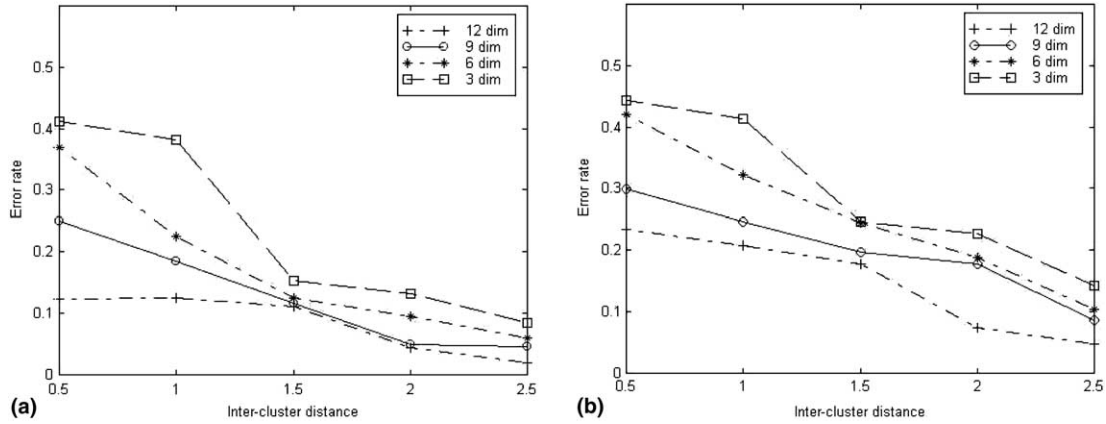 12 dim
9 dim
6 dim
3 dim
0.5
0.4
0.3
0.2
0.1
0
Error rate
0.5
1
1.5
2
2.5
Inter-cluster distance
(a)
12 dim
9 dim
6 dim
3 dim
0.5
0.4
0.3
0.2
0.1
0
Error rate
0.5
1
1.5
2
2.5
Inter-cluster distance
(b)